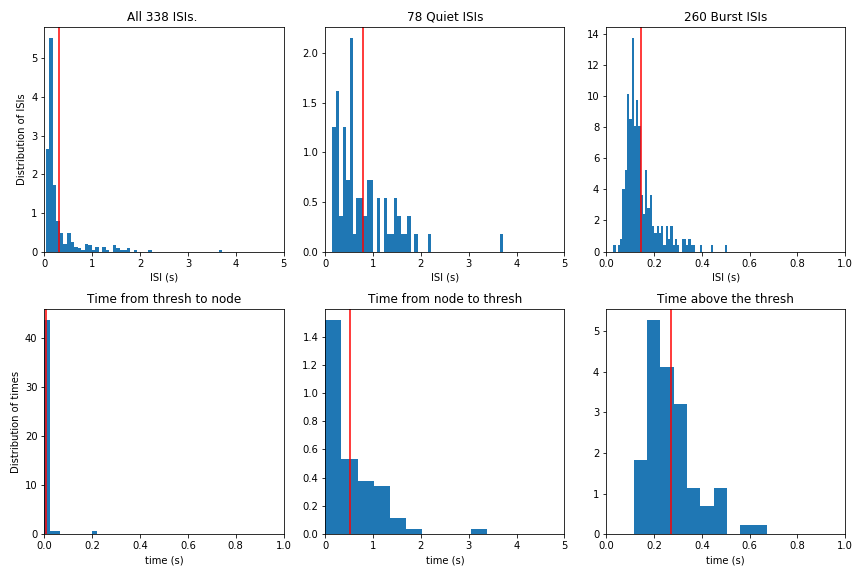 All 338 ISIs.
78 Quiet ISIs
260 Burst ISIs
Distribution of ISIs
5
4
3
2
1
0
0 1 2 3 4 5
ISI (s)
2.0
1.5
1.0
0.5
0.0
0 1 2 3 4 5
ISI (s)
14
12
10
8
6
4
2
0
0.0 0.2 0.4 0.6 0.8 1.0
ISI (s)
Time from thresh to node
Time from node to thresh
Time above the thresh
Distribution of times
40
30
20
10
0
0.0 0.2 0.4 0.6 0.8 1.0
time (s)
1.4
1.2
1.0
0.8
0.6
0.4
0.2
0.0
0 1 2 3 4 5
time (s)
5
4
3
2
1
0
0.0 0.2 0.4 0.6 0.8 1.0
time (s)